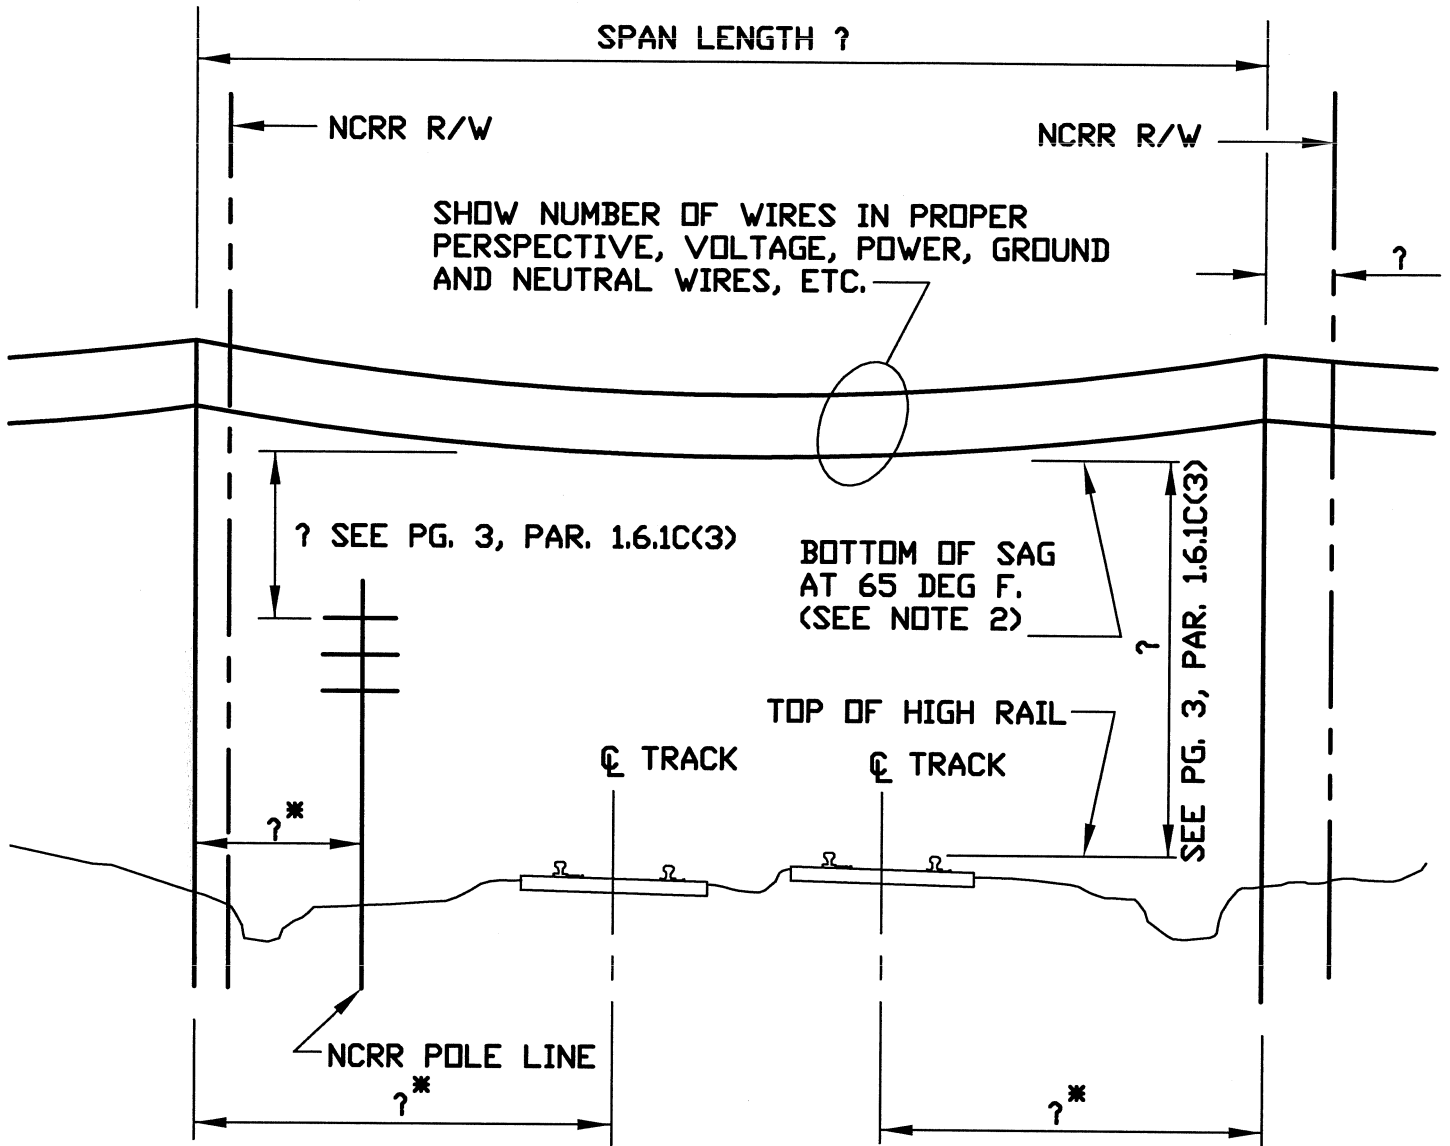 SPAN LENGTH ?
NCRR R/W
NCRR R/W
SHOW NUMBER OF WIRES IN PROPER
PERSPECTIVE, VOLTAGE, POWER, GROUND
AND NEUTRAL WIRES, ETC.
?
? SEE PG. 3, PAR. 1.6.1C(3)
BOTTOM OF SAG
AT 65 DEG F.
(SEE NOTE 2)
?
SEE PG. 3, PAR. 1.6.1C(3)
TOP OF HIGH RAIL
℄ TRACK
℄ TRACK
?*
NCRR POLE LINE
?*
?*